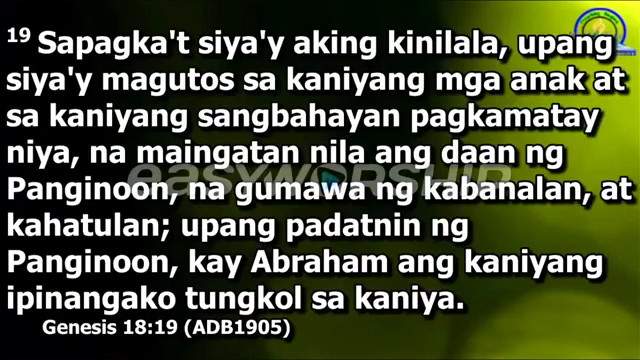 19 Sapagka't siya'y aking kinilala, upang
siya'y magutos sa kaniyang mga anak at
sa kaniyang sangbahayan pagkamatay
niya, na maingatan nila ang daan ng
easyworship
Panginoon, na gumawa ng kabanalan, at
kahatulan; upang padatnin ng
Panginoon, kay Abraham ang kaniyang
ipinangako tungkol sa kaniya.
Genesis 18:19 (ADB1905)